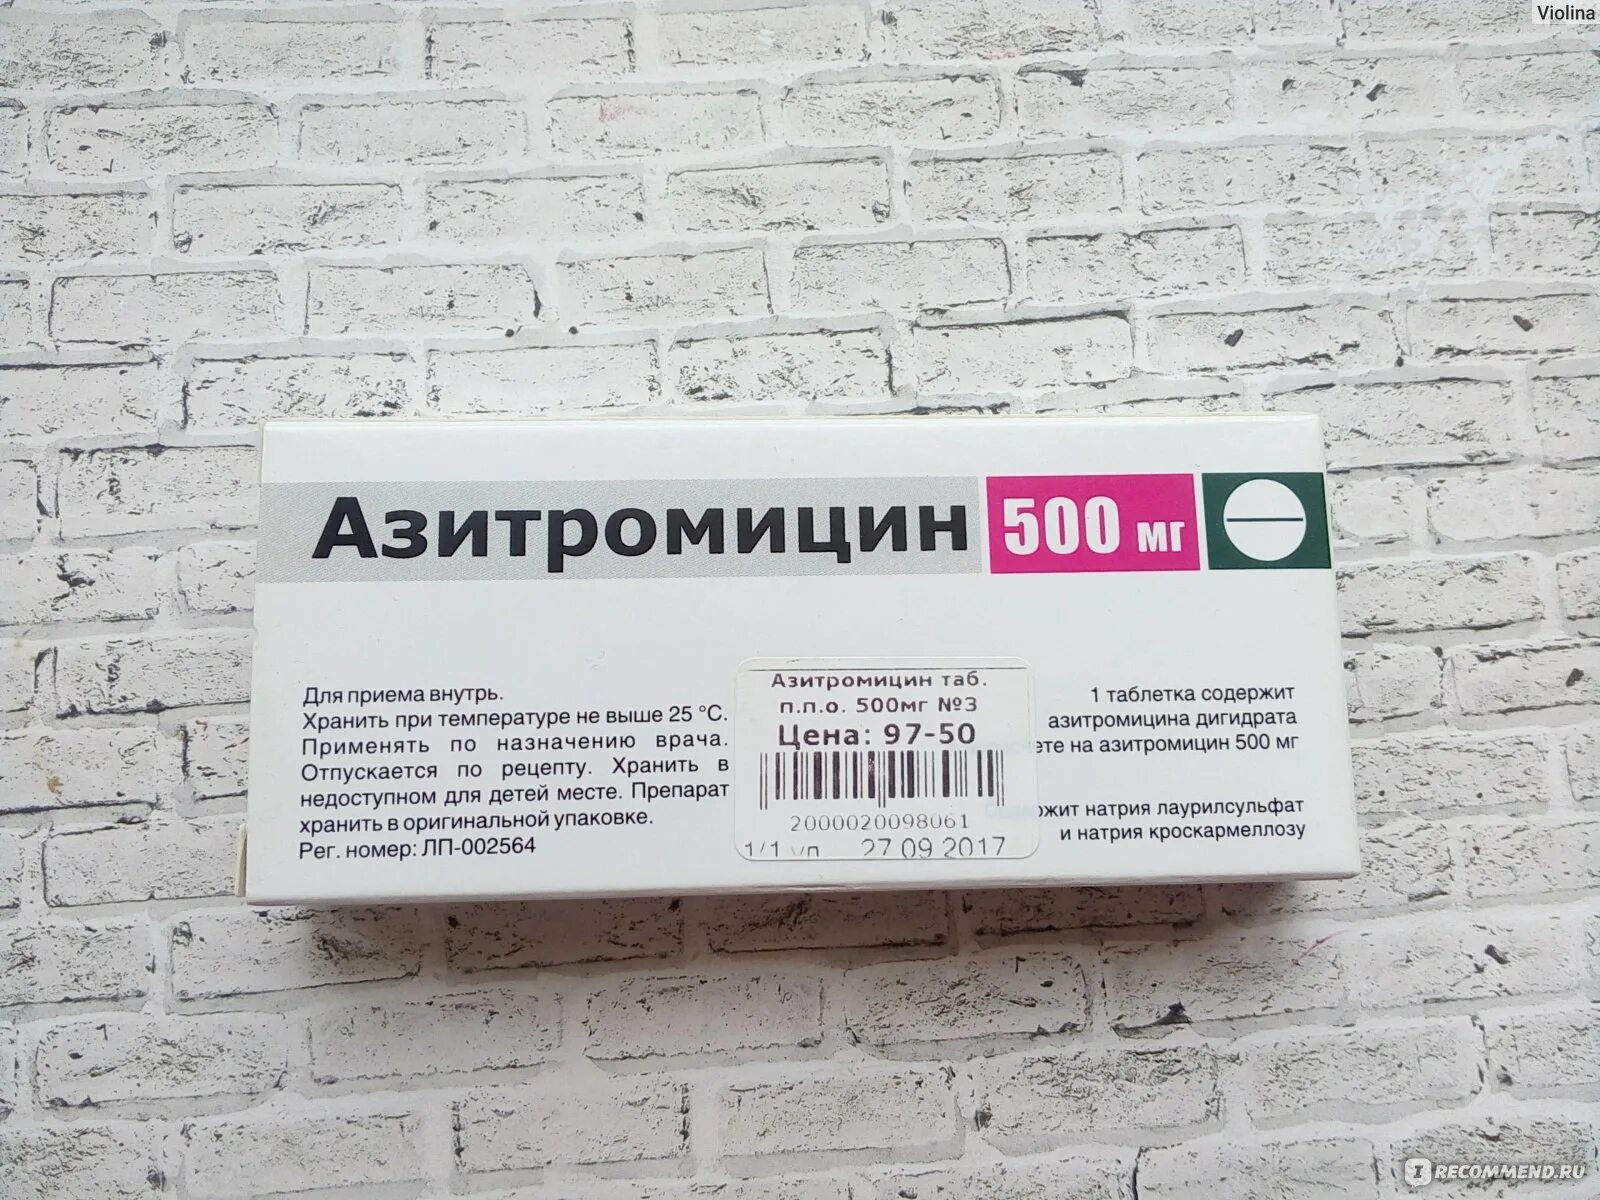 Violina
Азитромицин 500 мг
Для приема внутрь.
Хранить при температуре не выше 25 °С.
Применять по назначению врача.
Отпускается по рецепту. Хранить в
недоступном для детей месте. Препарат
хранить в оригинальной упаковке.
Рег. номер: ЛП-002564
Азитромицин таб.
п.п.о. 500мг №3
Цена: 97-50
2000020098061
1/1 уп 27 09 2017
1 таблетка содержит
азитромицина дигидрата
на азитромицин 500 мг
натрия лаурилсульфат
и натрия кроскармеллозу
RECOMMEND.RU